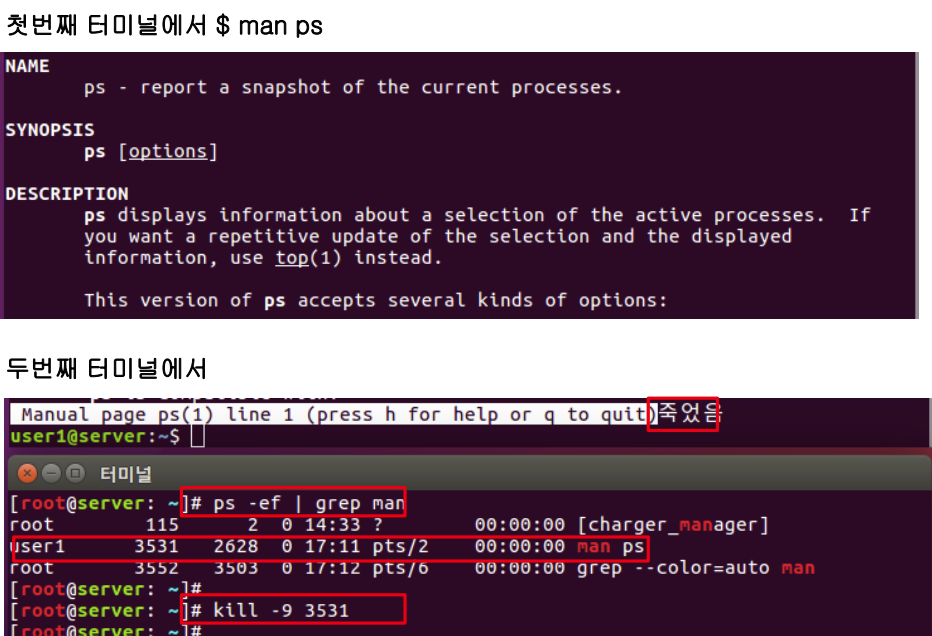 첫번째 터미널에서 $ man ps
NAME
ps - report a snapshot of the current processes.
SYNOPSIS
ps [options]
DESCRIPTION
ps displays information about a selection of the active processes.  If
you want a repetitive update of the selection and the displayed
information, use top(1) instead.
This version of ps accepts several kinds of options:
두번째 터미널에서
Manual page ps(1) line 1 (press h for help or q to quit)죽었음
user1@server:~$
터미널
[root@server: ~]# ps -ef | grep man
root       115     2  0 14:33 ?        00:00:00 [charger_manager]
user1     3531  2628  0 17:11 pts/2    00:00:00 man ps
root      3552  3503  0 17:12 pts/6    00:00:00 grep --color=auto man
[root@server: ~]#
[root@server: ~]# kill -9 3531
[root@server: ~]#